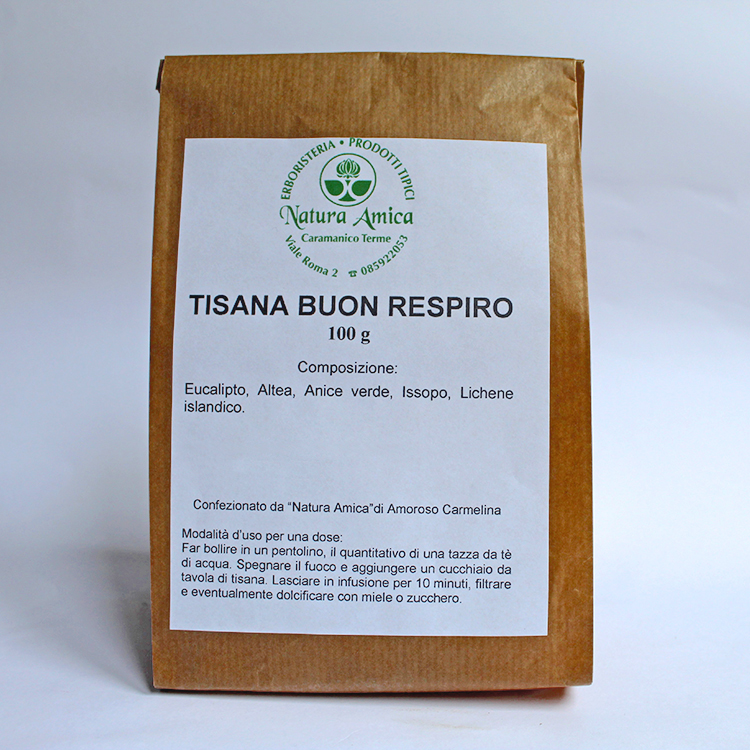 ERBORISTERIA • PRODOTTI TIPICI
Natura Amica
Caramanico Terme
Viale Roma 2 ☎ 085922053
TISANA BUON RESPIRO
100 g
Composizione:
Eucalipto, Altea, Anice verde, Issopo, Lichene
islandico.
Confezionato da “Natura Amica”di Amoroso Carmelina
Modalità d’uso per una dose:
Far bollire in un pentolino, il quantitativo di una tazza da tè
di acqua. Spegnare il fuoco e aggiungere un cucchiaio da
tavola di tisana. Lasciare in infusione per 10 minuti, filtrare
e eventualmente dolcificare con miele o zucchero.